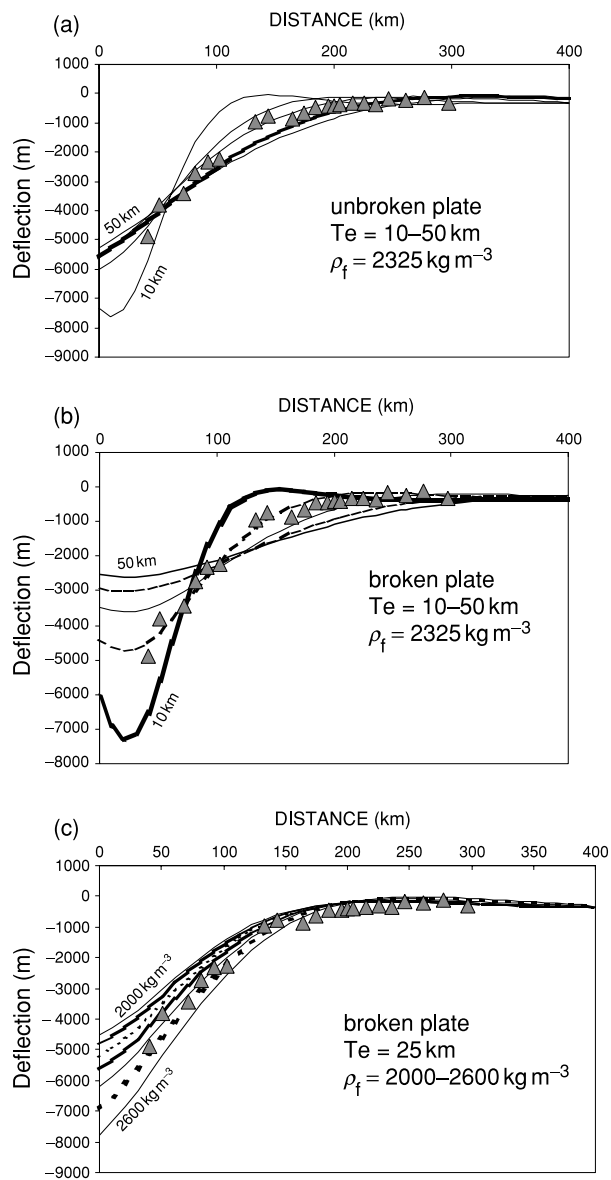 (a)
DISTANCE (km)
0 100 200 300 400
1000
0
−1000
−2000
−3000
−4000
−5000
−6000
−7000
−8000
−9000
Deflection (m)
50 km
10 km
unbroken plate
Te = 10–50 km
ρf = 2325 kg m−3
(b)
DISTANCE (km)
0 100 200 300 400
1000
0
−1000
−2000
−3000
−4000
−5000
−6000
−7000
−8000
Deflection (m)
50 km
10 km
broken plate
Te = 10–50 km
ρf = 2325 kg m−3
(c)
DISTANCE (km)
0 50 100 150 200 250 300 350 400
1000
0
−1000
−2000
−3000
−4000
−5000
−6000
−7000
−8000
−9000
Deflection (m)
2000 kg m−3
2600 kg m−3
broken plate
Te = 25 km
ρf = 2000–2600 kg m−3